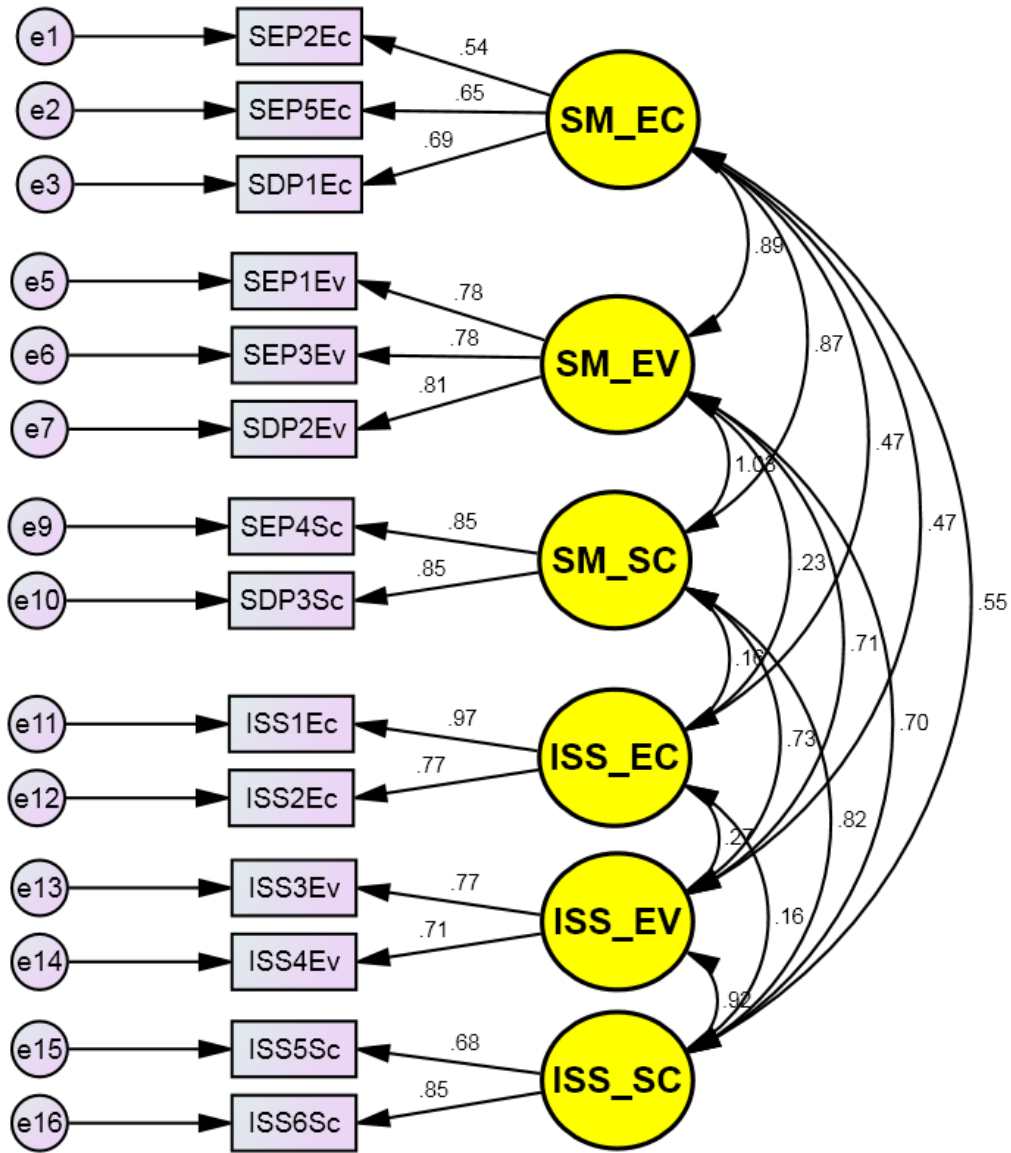 e1
SEP2Ec
.54
e2
SEP5Ec
.65
SM_EC
e3
SDP1Ec
.69
.89
e5
SEP1Ev
.78
e6
SEP3Ev
.78
.87
SM_EV
e7
SDP2Ev
.81
.47
1.03
e9
SEP4Sc
.85
.47
SM_SC
.23
e10
SDP3Sc
.85
.55
.71
.16
e11
ISS1Ec
.97
.70
.73
ISS_EC
e12
ISS2Ec
.77
.82
.27
e13
ISS3Ev
.77
.16
ISS_EV
e14
ISS4Ev
.71
.92
e15
ISS5Sc
.68
ISS_SC
e16
ISS6Sc
.85